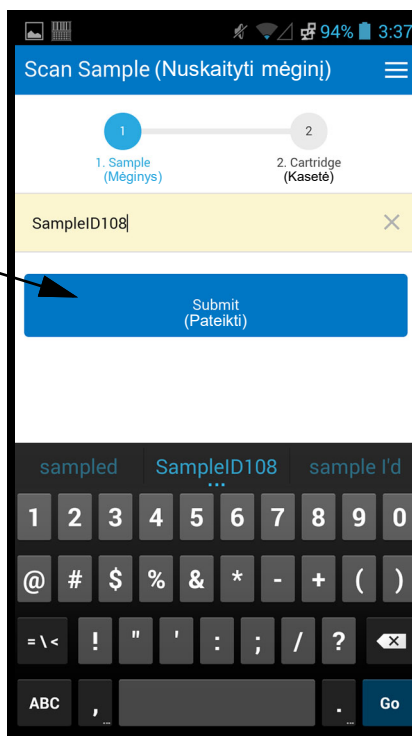 94% 3:37
Scan Sample (Nuskaityti mėginį)
1 2
1. Sample 2. Cartridge
(Mėginys) (Kasetė)
SampleID108
Submit
(Pateikti)
sampled SampleID108 sample I'd
1 2 3 4 5 6 7 8 9 0
@ # $ % & * - + ( )
= \ < ! " ' : ; / ?
ABC , . Go